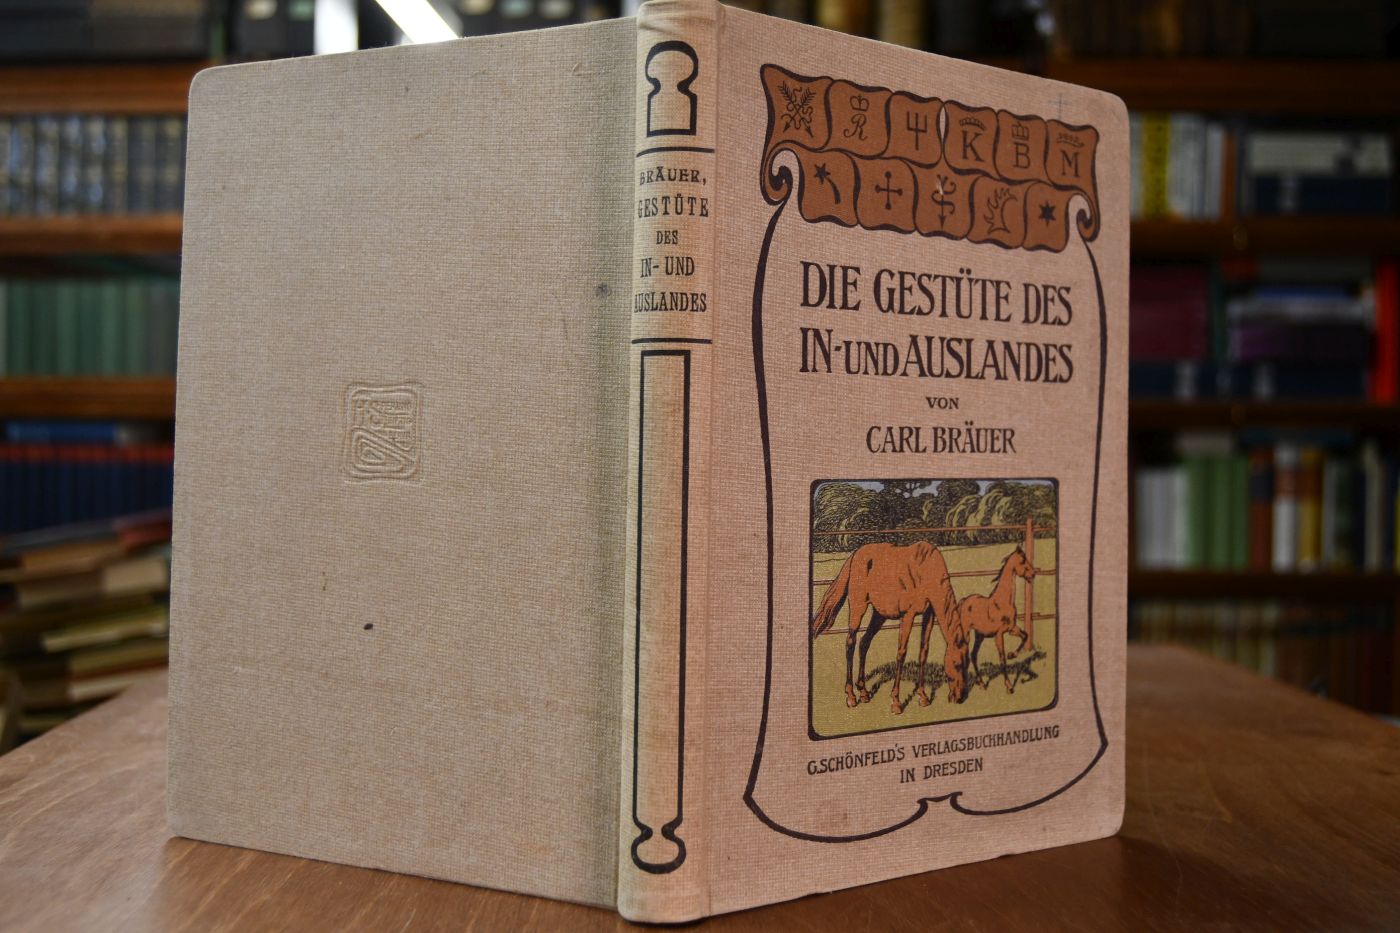 BRÄUER,
GESTÜTE
DES
IN- UND
AUSLANDES
R
K
B
M
DIE GESTÜTE DES
IN- UND AUSLANDES
VON
CARL BRÄUER
G. SCHÖNFELD'S VERLAGSBUCHHANDLUNG
IN DRESDEN